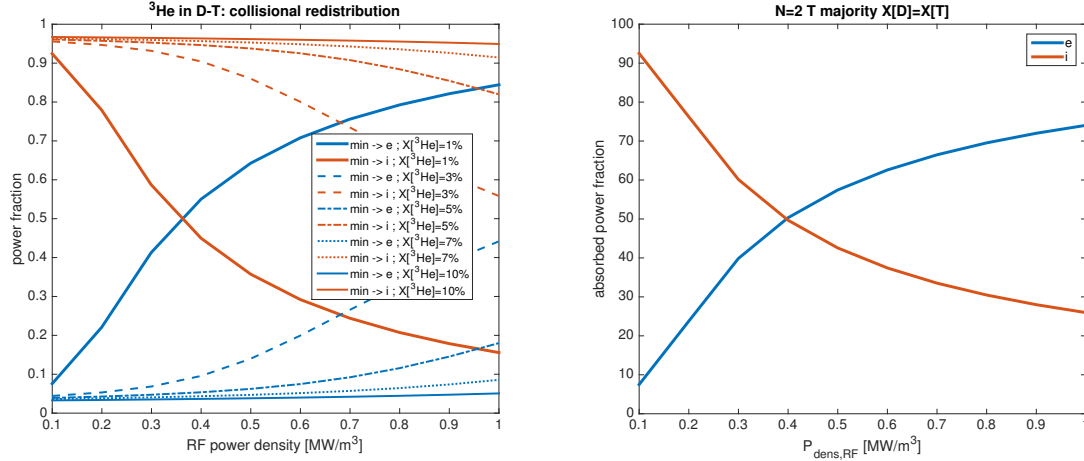 ³He in D-T: collisional redistribution
1
0.9
0.8
0.7
0.6
0.5
0.4
0.3
0.2
0.1
0
power fraction
min -> e ; X[³He]=1%
min -> i ; X[³He]=1%
min -> e ; X[³He]=3%
min -> i ; X[³He]=3%
min -> e ; X[³He]=5%
min -> i ; X[³He]=5%
min -> e ; X[³He]=7%
min -> i ; X[³He]=7%
min -> e ; X[³He]=10%
min -> i ; X[³He]=10%
0.1 0.2 0.3 0.4 0.5 0.6 0.7 0.8 0.9 1
RF power density [MW/m³]
N=2 T majority X[D]=X[T]
100
90
80
70
60
50
40
30
20
10
0
absorbed power fraction
e
i
0.1 0.2 0.3 0.4 0.5 0.6 0.7 0.8 0.9 1
P_dens,RF [MW/m³]